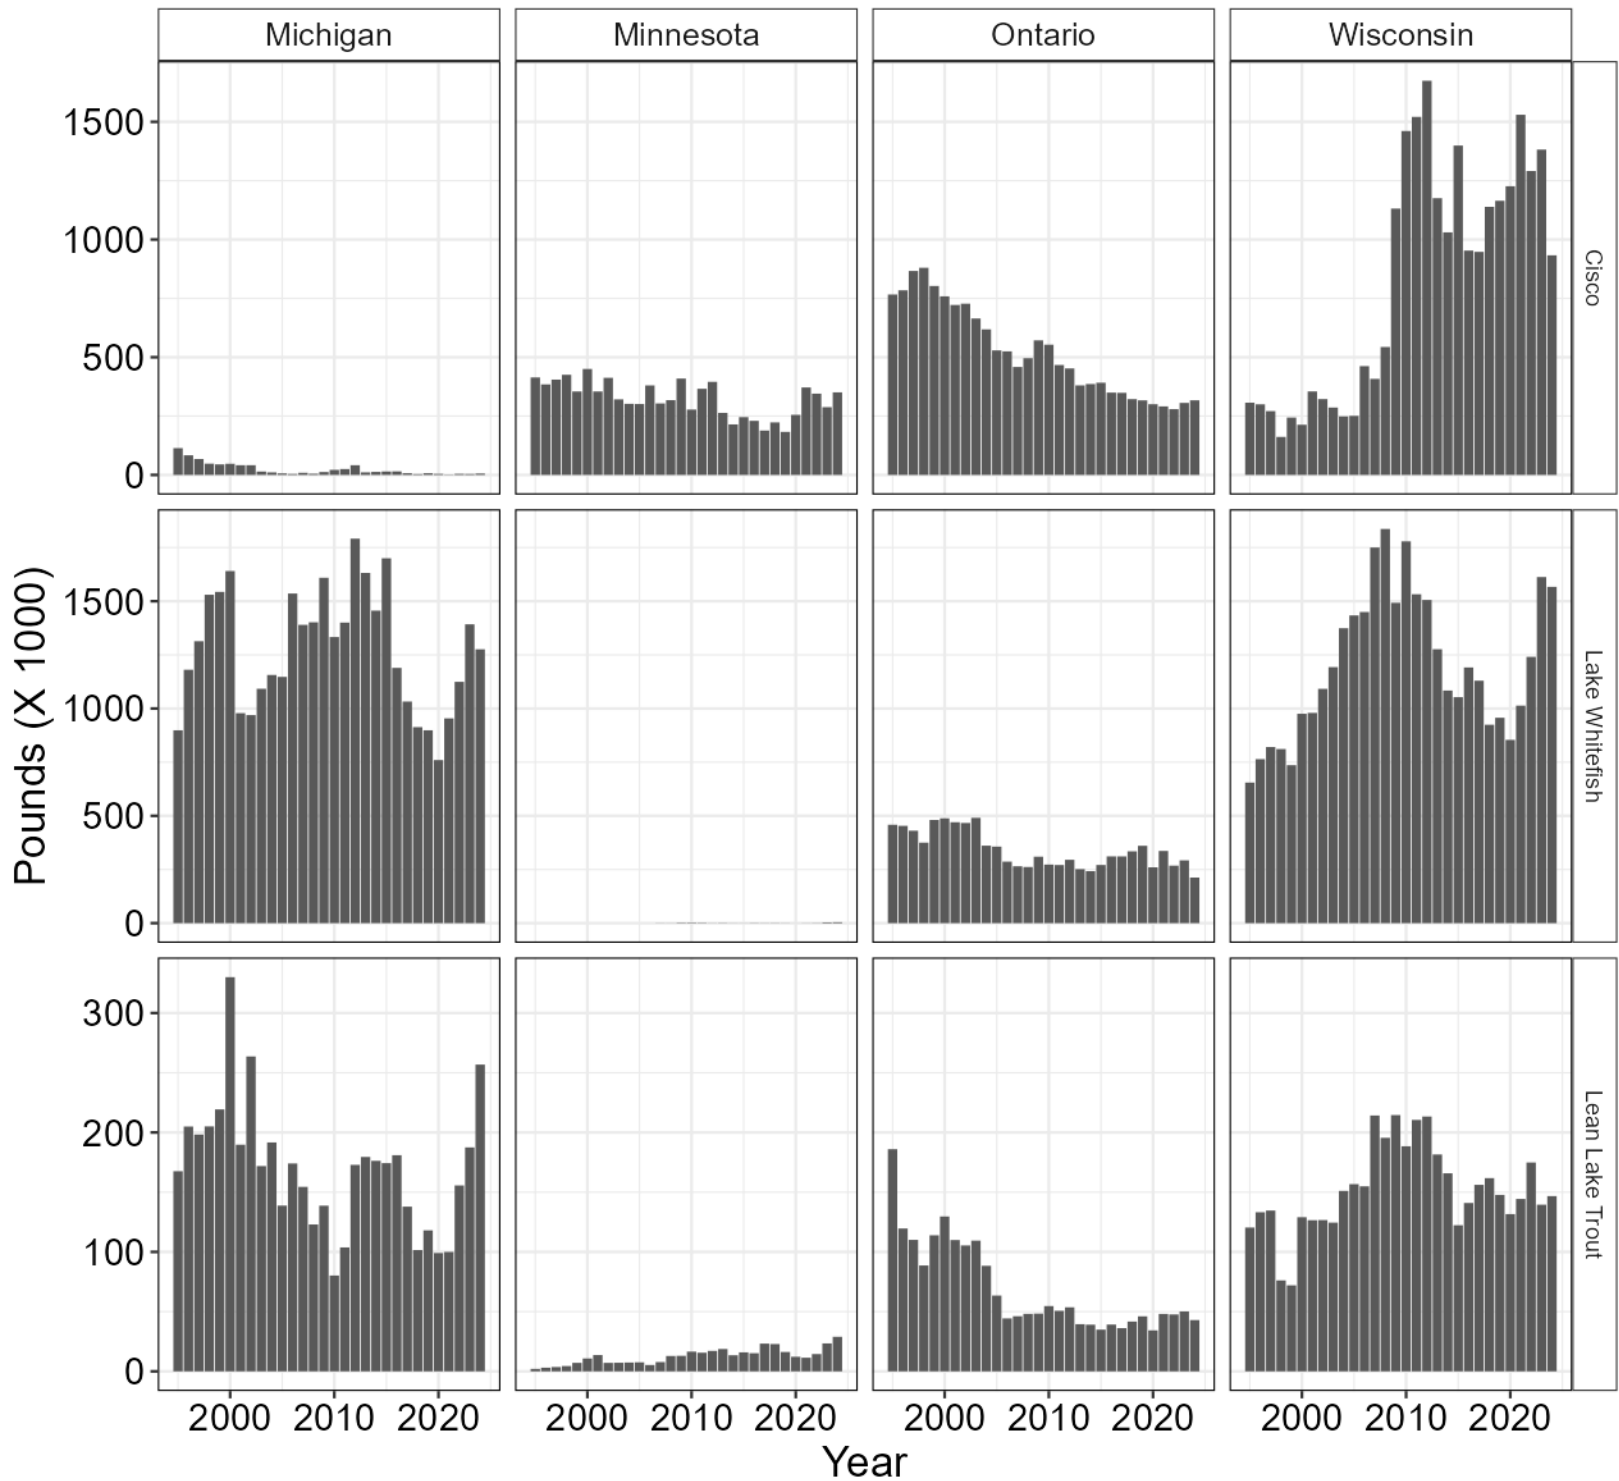 Michigan Minnesota Ontario Wisconsin
1500
1000
500
0
Cisco
1500
1000
500
0
Lake Whitefish
300
200
100
0
Lean Lake Trout
Pounds (X 1000)
2000 2010 2020 2000 2010 2020 2000 2010 2020 2000 2010 2020
Year